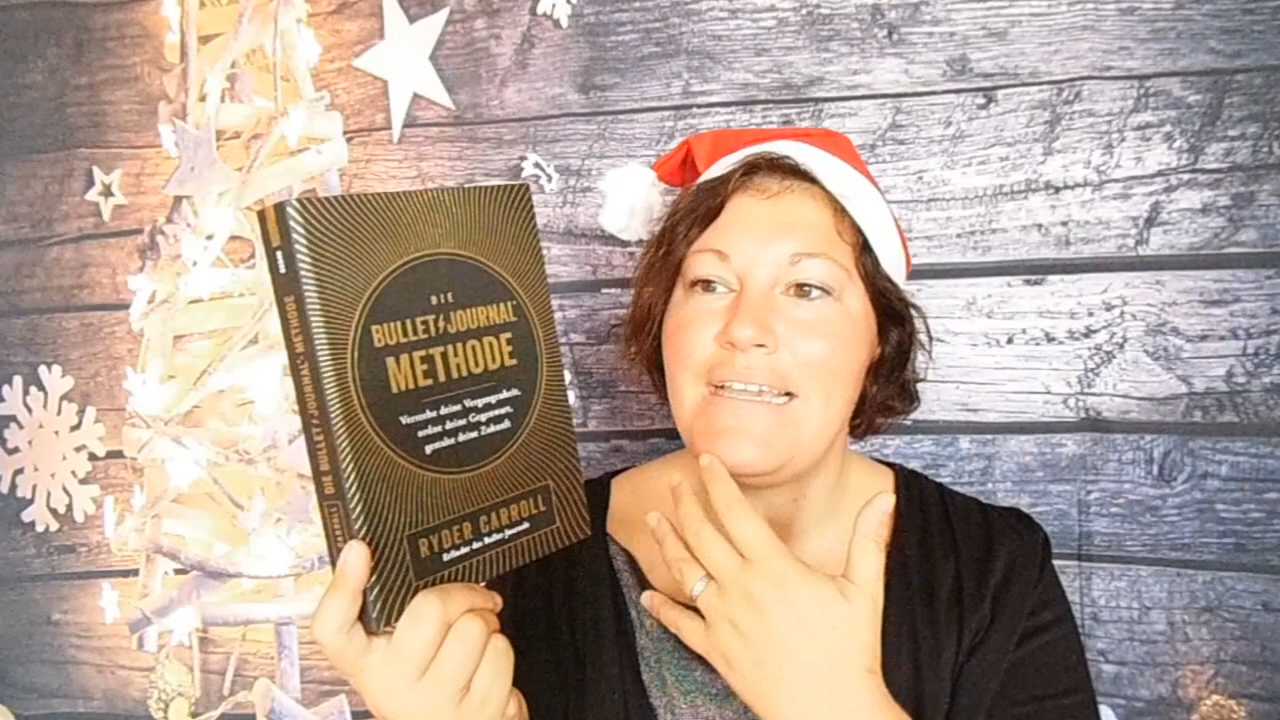 DIE
BULLET JOURNAL
METHODE
Verstehe deine Vergangenheit,
ordne deine Gegenwart,
gestalte deine Zukunft
RYDER CARROLL
Erfinder des Bullet Journals
CARROLL DIE BULLET JOURNAL METHODE